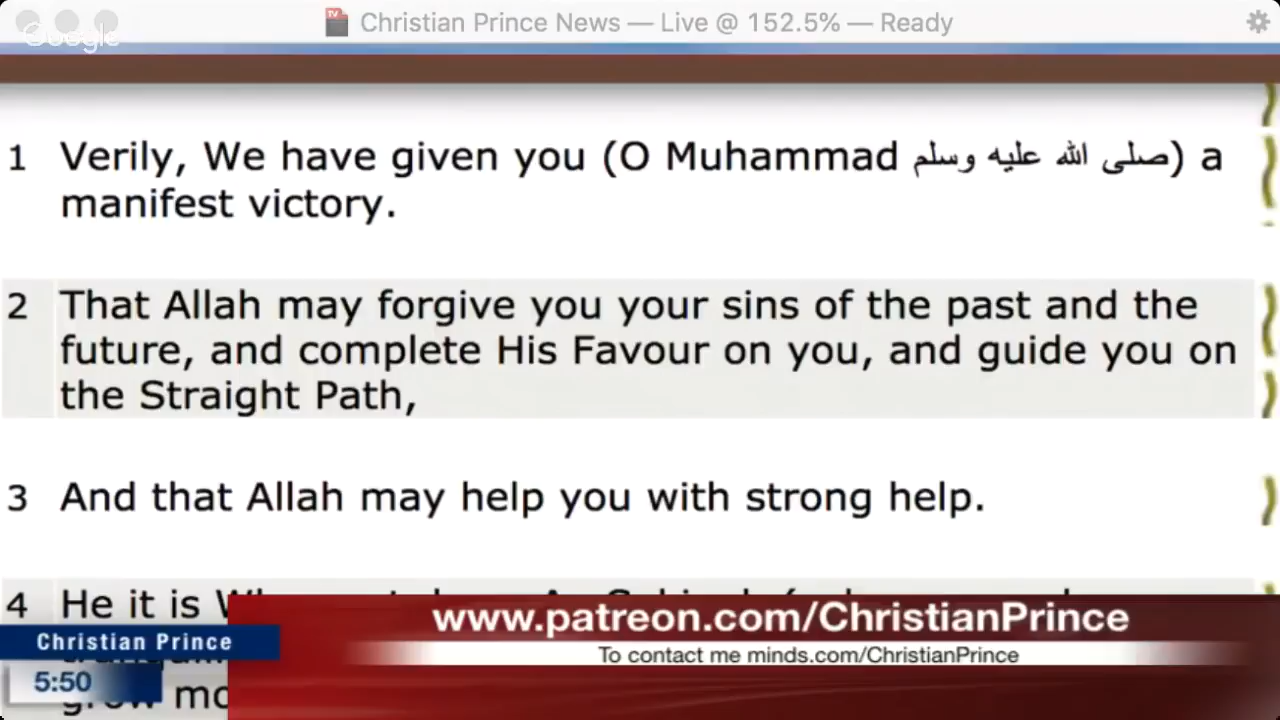 Google
Christian Prince News — Live @ 152.5% — Ready
1 Verily, We have given you (O Muhammad صلى الله عليه وسلم) a
manifest victory.
2 That Allah may forgive you your sins of the past and the
future, and complete His Favour on you, and guide you on
the Straight Path,
3 And that Allah may help you with strong help.
4 He it is
www.patreon.com/ChristianPrince
Christian Prince
To contact me minds.com/ChristianPrince
5:50
grow